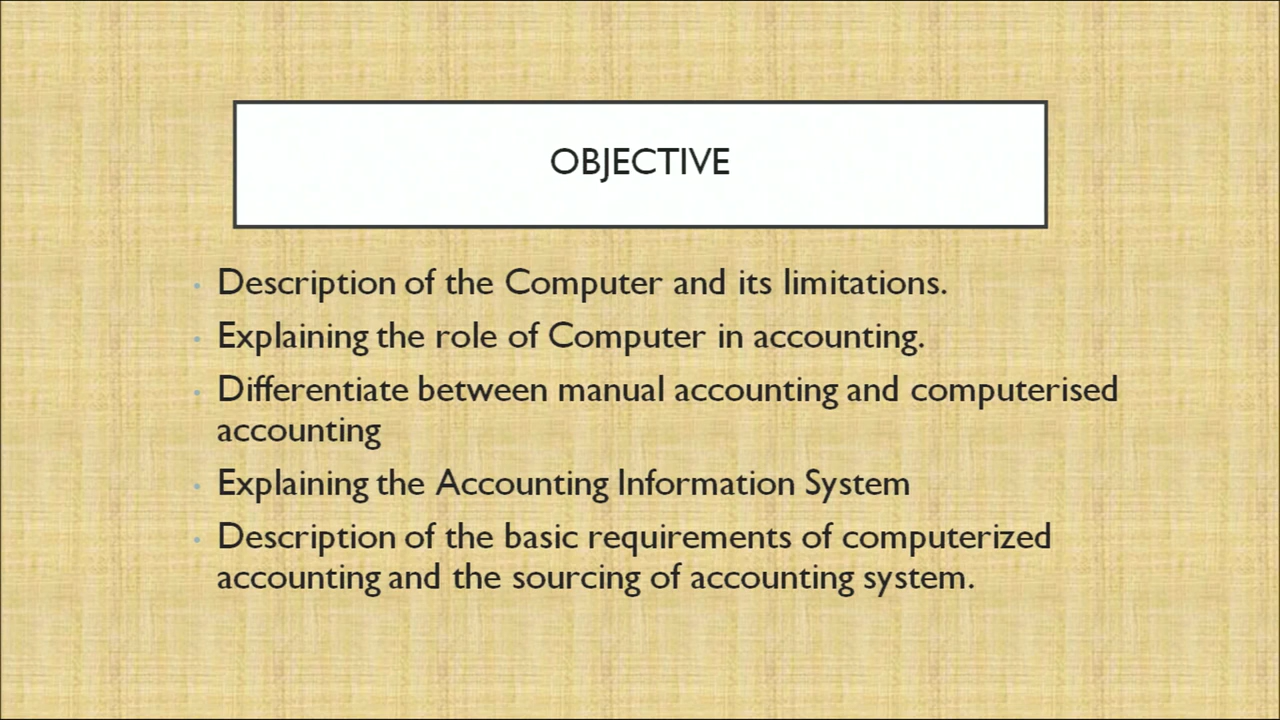 OBJECTIVE
• Description of the Computer and its limitations.
• Explaining the role of Computer in accounting.
• Differentiate between manual accounting and computerised
accounting
• Explaining the Accounting Information System
• Description of the basic requirements of computerized
accounting and the sourcing of accounting system.